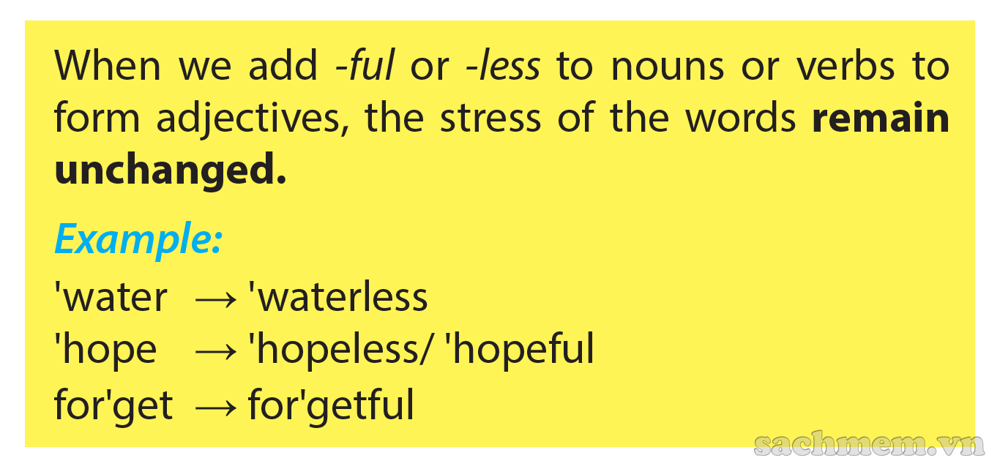 When we add -ful or -less to nouns or verbs to
form adjectives, the stress of the words remain
unchanged.
Example:
'water → 'waterless
'hope → 'hopeless/ 'hopeful
for'get → for'getful
sachmem.vn